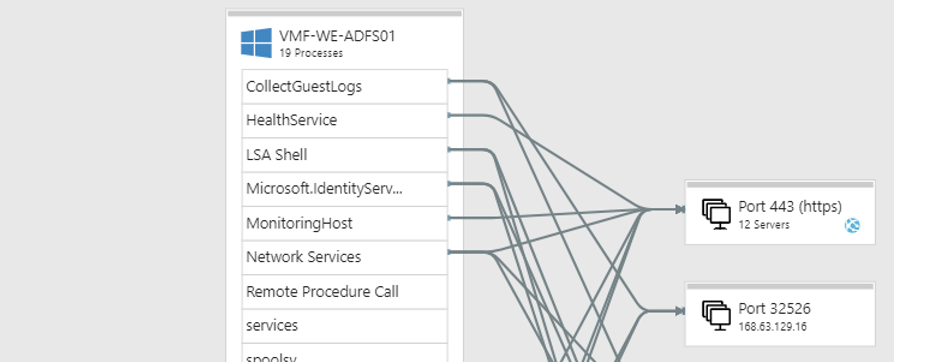 VMF-WE-ADFS01
19 Processes
CollectGuestLogs
HealthService
LSA Shell
Microsoft.IdentityServ...
MonitoringHost
Network Services
Remote Procedure Call
services
spoolsv
Port 443 (https)
12 Servers
Port 32526
168.63.129.16